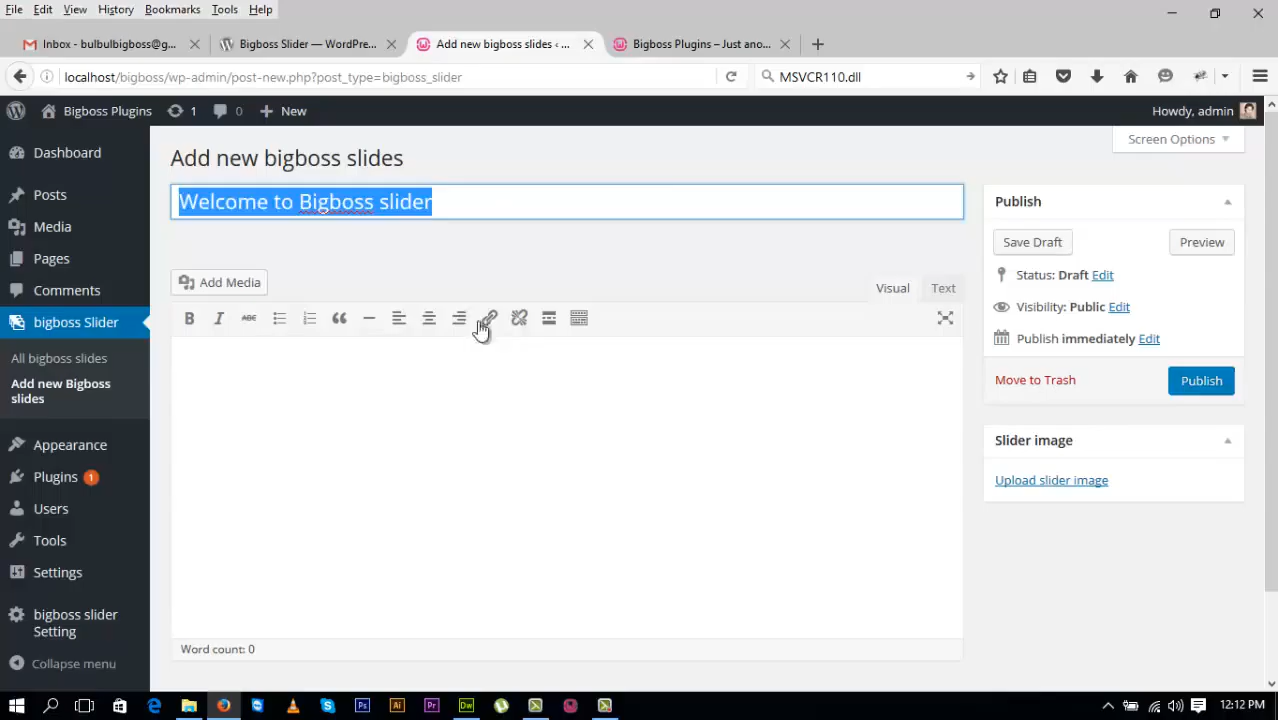 File Edit View History Bookmarks Tools Help
Inbox - bulbulbigboss@g...
Bigboss Slider — WordPre...
Add new bigboss slides ‹ ...
Bigboss Plugins – Just ano...
localhost/bigboss/wp-admin/post-new.php?post_type=bigboss_slider
MSVCR110.dll
Bigboss Plugins 1 0 New
Howdy, admin
Screen Options
Dashboard
Posts
Media
Pages
Comments
bigboss Slider
All bigboss slides
Add new Bigboss
slides
Appearance
Plugins 1
Users
Tools
Settings
bigboss slider
Setting
Collapse menu
Add new bigboss slides
Welcome to Bigboss slider
Add Media
Visual Text
B I ABC
Word count: 0
Publish
Save Draft Preview
Status: Draft Edit
Visibility: Public Edit
Publish immediately Edit
Move to Trash Publish
Slider image
Upload slider image
Ps Ai Pr Dw
12:12 PM